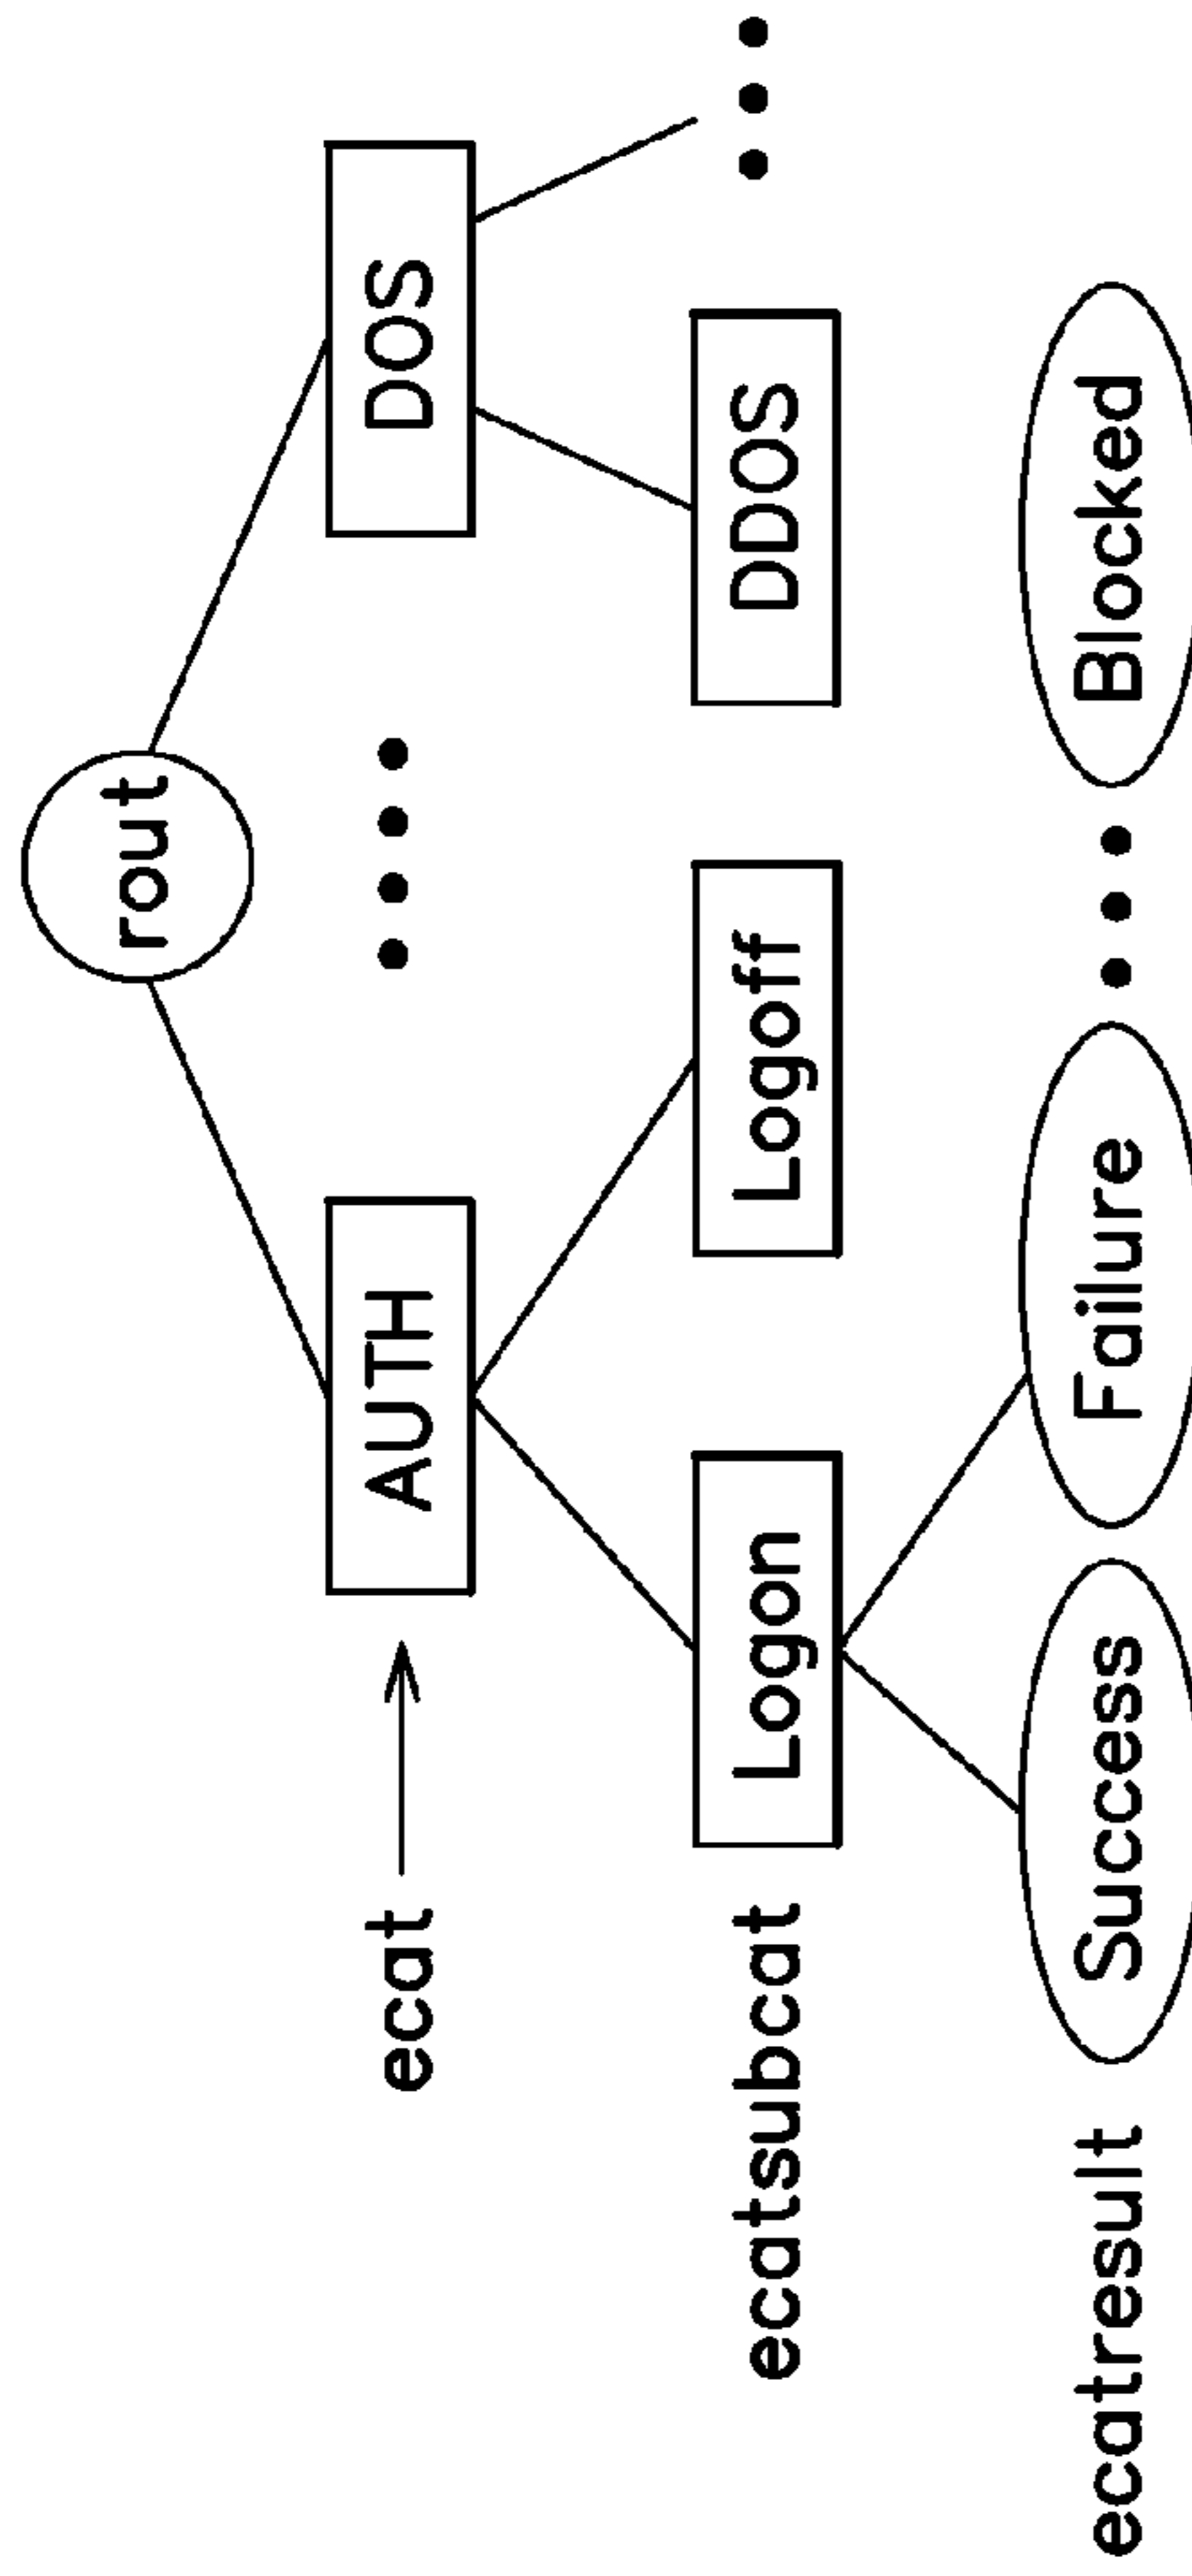 rout
ecat
AUTH
DOS
ecatsubcat
Logon
Logoff
DDOS
ecatresult
Success
Failure
Blocked